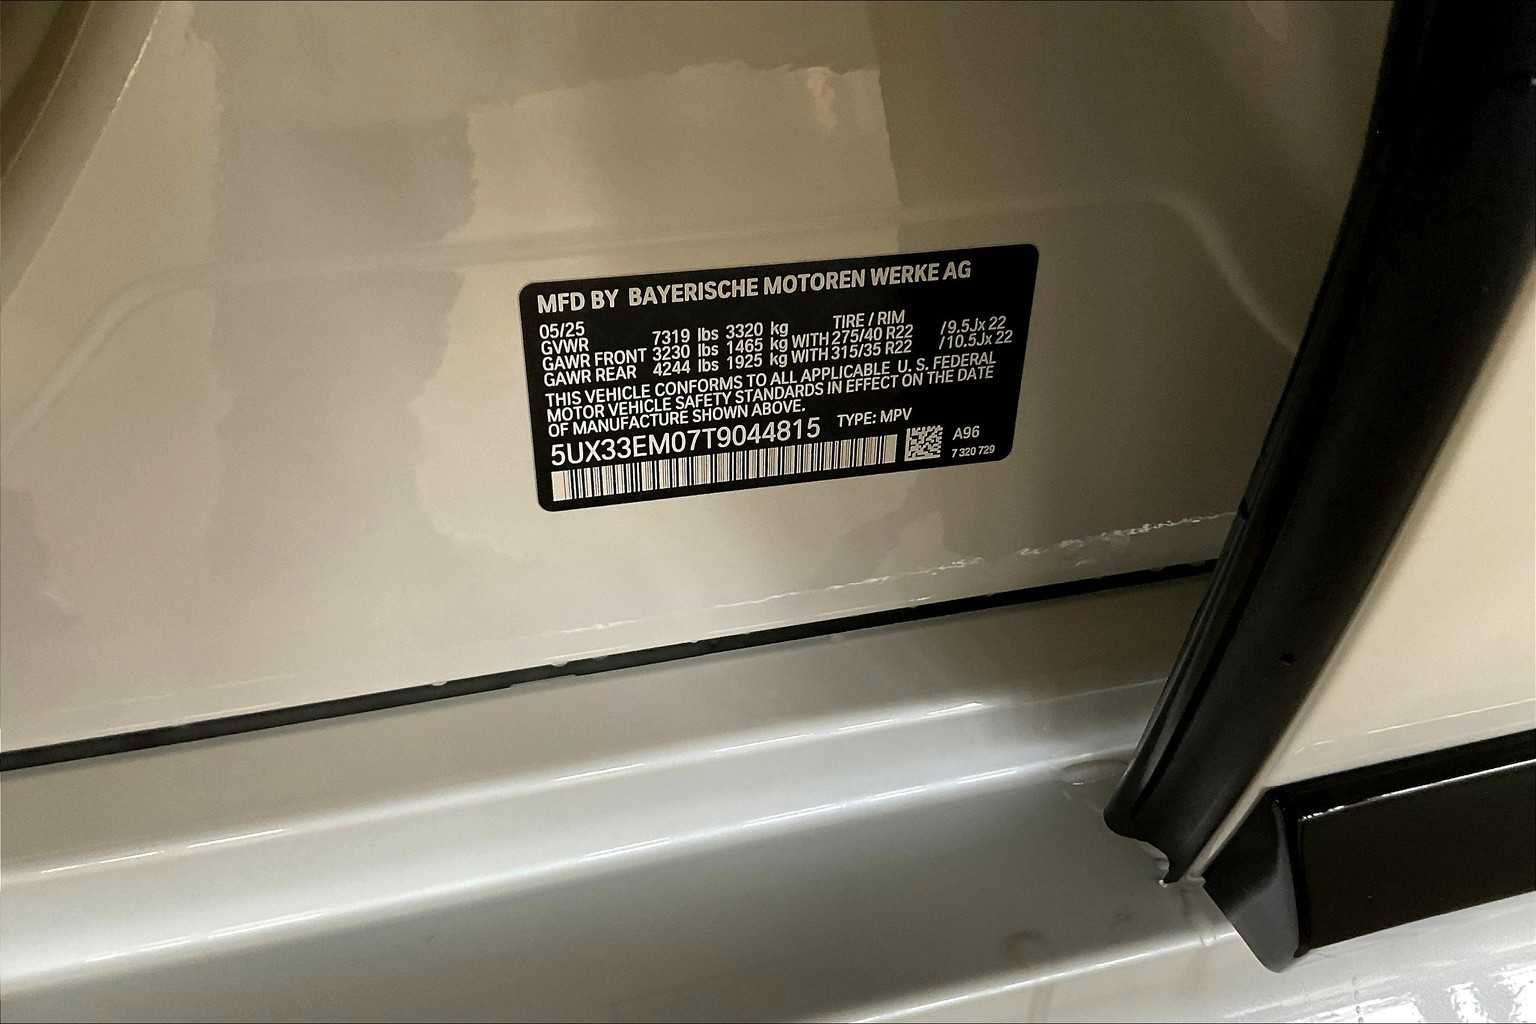 MFD BY BAYERISCHE MOTOREN WERKE AG
05/25 TIRE / RIM
GVWR 7319 lbs 3320 kg
GAWR FRONT 3230 lbs 1465 kg WITH 275/40 R22 /9.5Jx 22
GAWR REAR 4244 lbs 1925 kg WITH 315/35 R22 /10.5Jx 22
THIS VEHICLE CONFORMS TO ALL APPLICABLE U. S. FEDERAL
MOTOR VEHICLE SAFETY STANDARDS IN EFFECT ON THE DATE
OF MANUFACTURE SHOWN ABOVE.
5UX33EM07T9044815 TYPE: MPV
A96
7 320 729